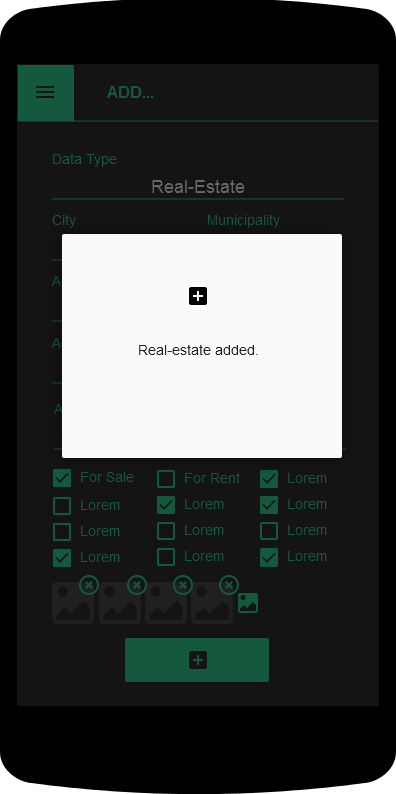 ADD...
Data Type
Real-Estate
City Municipality
A
A
A
Real-estate added.
For Sale For Rent Lorem
Lorem Lorem Lorem
Lorem Lorem Lorem
Lorem Lorem Lorem